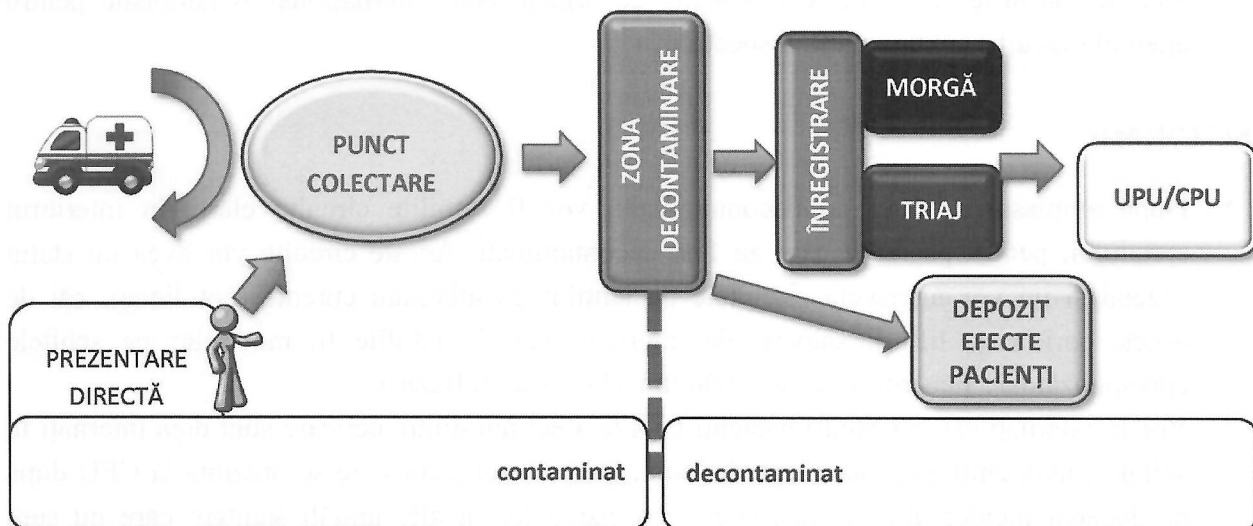 PUNCT
COLECTARE
ZONA
DECONTAMINARE
ÎNREGISTRARE
MORGĂ
TRIAJ
UPU/CPU
PREZENTARE
DIRECTĂ
DEPOZIT
EFECTE
PACIENȚI
contaminat
decontaminat